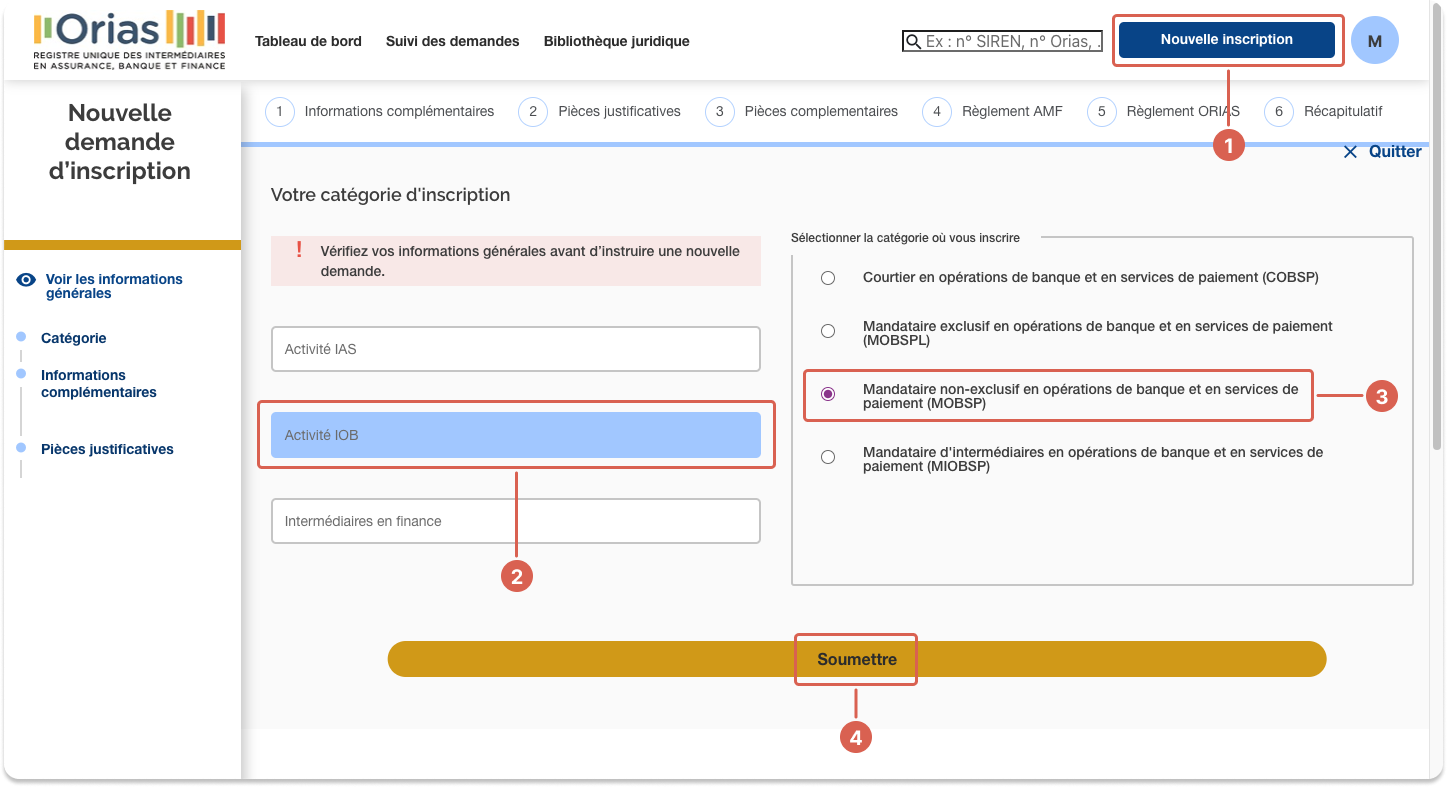 Orias
REGISTRE UNIQUE DES INTERMÉDIAIRES
EN ASSURANCE, BANQUE ET FINANCE
Tableau de bord
Suivi des demandes
Bibliothèque juridique
Ex : n° SIREN, n° Orias, .
Nouvelle inscription
M
Nouvelle
demande
d'inscription
1 Informations complémentaires
2 Pièces justificatives
3 Pièces complementaires
4 Règlement AMF
5 Règlement ORIAS
6 Récapitulatif
1
Quitter
Voir les informations
générales
Catégorie
Informations
complémentaires
Pièces justificatives
Votre catégorie d'inscription
! Vérifiez vos informations générales avant d'instruire une nouvelle
demande.
Activité IAS
Activité IOB
Intermédiaires en finance
2
Sélectionner la catégorie où vous inscrire
Courtier en opérations de banque et en services de paiement (COBSP)
Mandataire exclusif en opérations de banque et en services de paiement
(MOBSPL)
Mandataire non-exclusif en opérations de banque et en services de
paiement (MOBSP)
3
Mandataire d'intermédiaires en opérations de banque et en services de
paiement (MIOBSP)
Soumettre
4